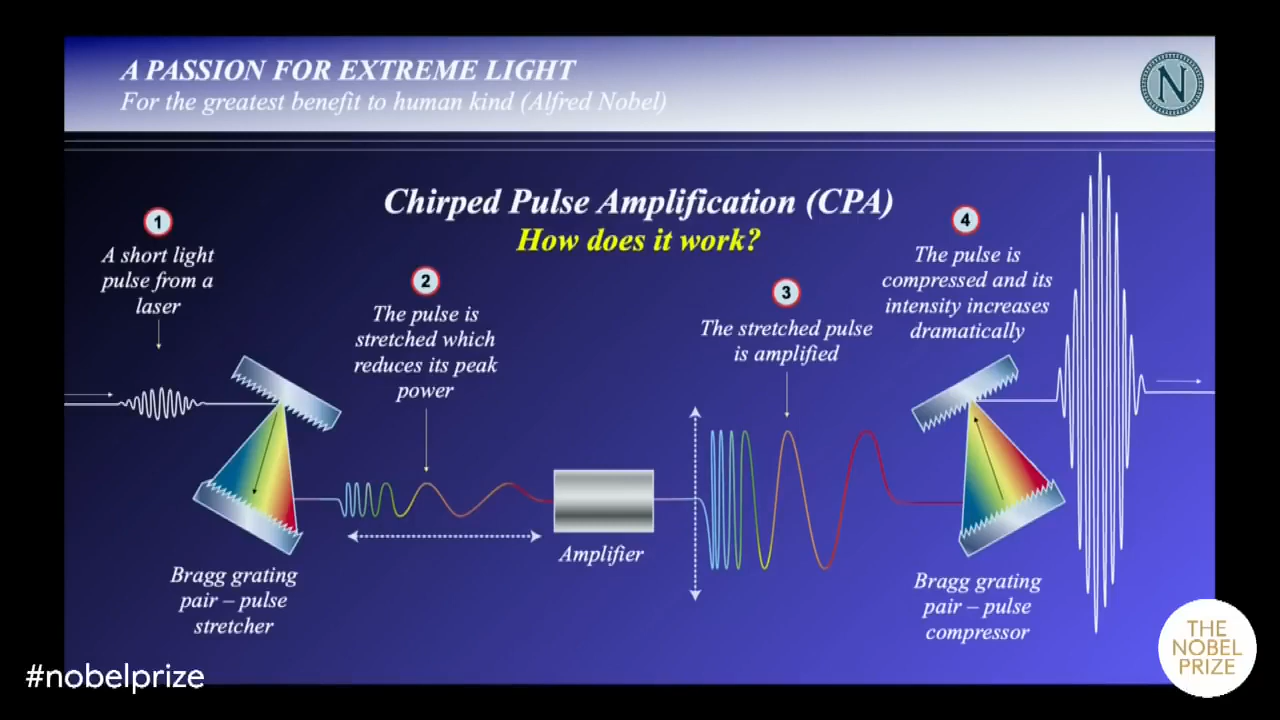 A PASSION FOR EXTREME LIGHT
For the greatest benefit to human kind (Alfred Nobel)
N
Chirped Pulse Amplification (CPA)
How does it work?
1
A short light
pulse from a
laser
2
The pulse is
stretched which
reduces its peak
power
3
The stretched pulse
is amplified
4
The pulse is
compressed and its
intensity increases
dramatically
Bragg grating
pair – pulse
stretcher
Amplifier
Bragg grating
pair – pulse
compressor
#nobelprize
THE
NOBEL
PRIZE